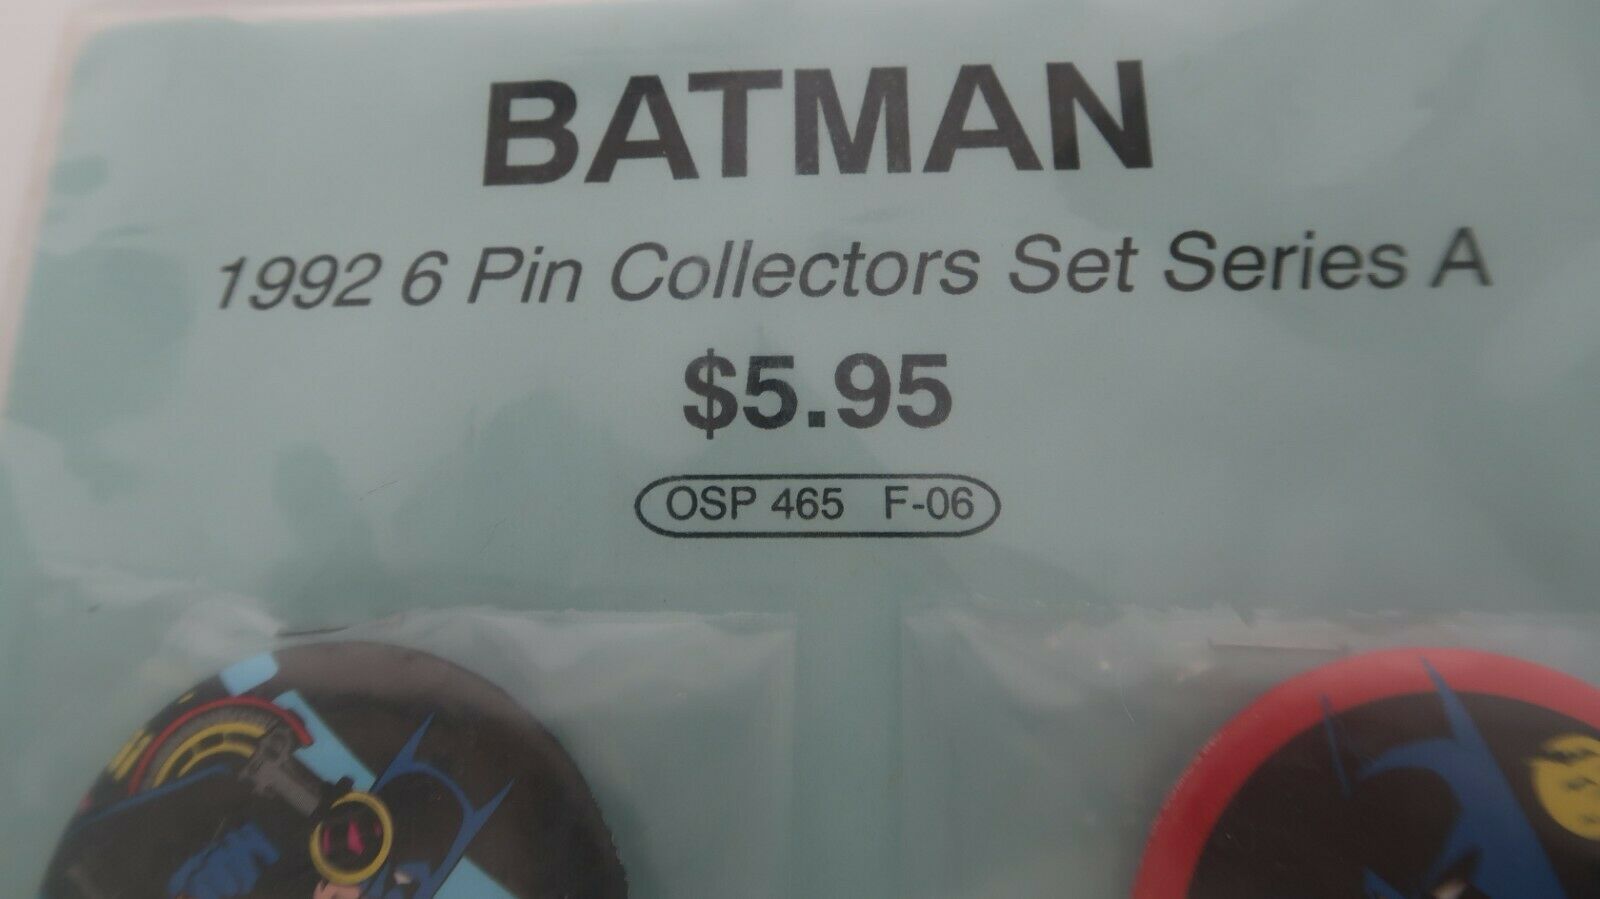 BATMAN
1992 6 Pin Collectors Set Series A
$5.95
OSP 465 F-06